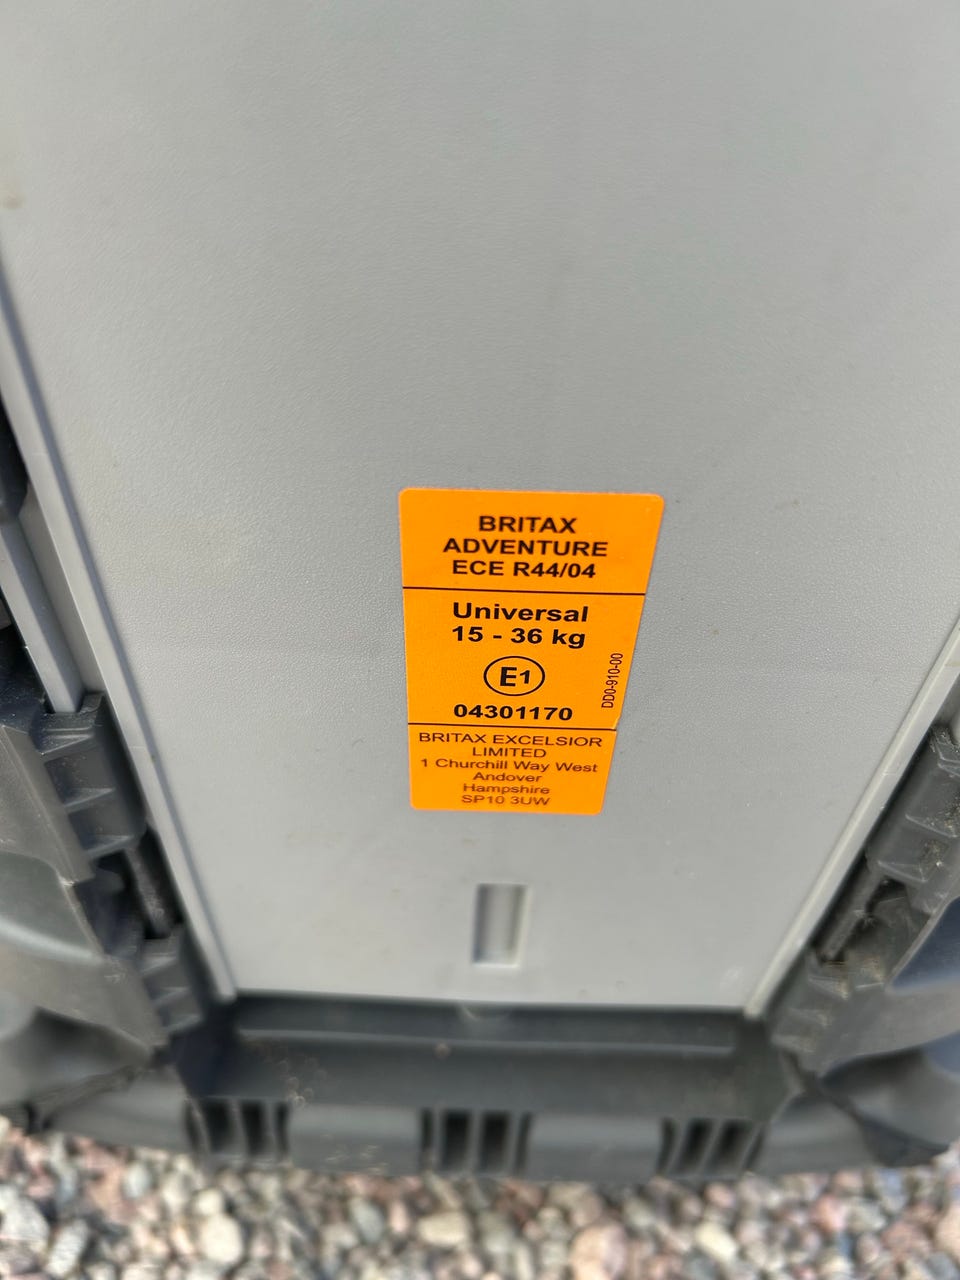 BRITAX
ADVENTURE
ECE R44/04
Universal
15 - 36 kg
E1
04301170
DD0-910-00
BRITAX EXCELSIOR
LIMITED
1 Churchill Way West
Andover
Hampshire
SP10 3UW